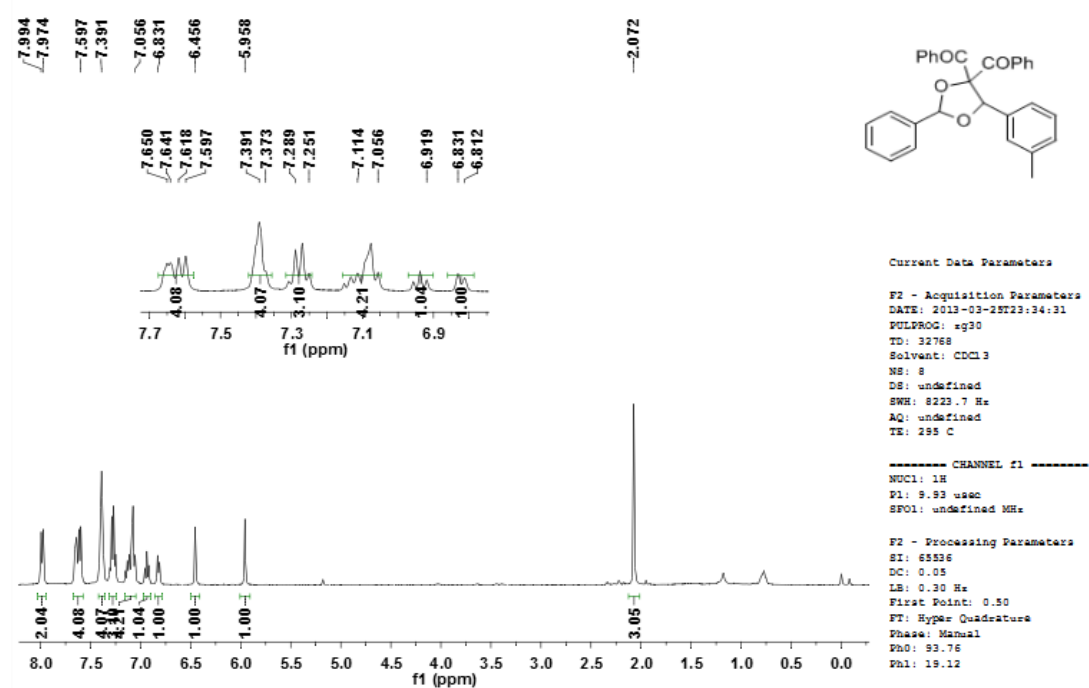 7.994
7.974
7.597
7.391
7.056
6.831
6.456
5.958
2.072
7.650
7.641
7.618
7.597
7.391
7.373
7.289
7.251
7.114
7.056
6.919
6.831
6.812
4.08
4.07
3.10
4.21
1.04
1.00
7.7 7.5 7.3 7.1 6.9
f1 (ppm)
PhOC COPh
O
O
Current Data Parameters
F2 - Acquisition Parameters
DATE: 2013-03-25T23:34:31
PULPROG: zg30
TD: 32768
Solvent: CDCl3
NS: 8
DS: undefined
SWH: 8223.7 Hz
AQ: undefined
TE: 295 C
======== CHANNEL f1 ========
NUC1: 1H
P1: 9.93 usec
SFO1: undefined MHz
F2 - Processing Parameters
SI: 65536
DC: 0.05
LB: 0.30 Hz
First Point: 0.50
FT: Hyper Quadrature
Phase: Manual
Ph0: 93.76
Ph1: 19.12
2.04
4.08
4.07
3.10
4.21
1.04
1.00
1.00
1.00
3.05
8.0 7.5 7.0 6.5 6.0 5.5 5.0 4.5 4.0 3.5 3.0 2.5 2.0 1.5 1.0 0.5 0.0
f1 (ppm)